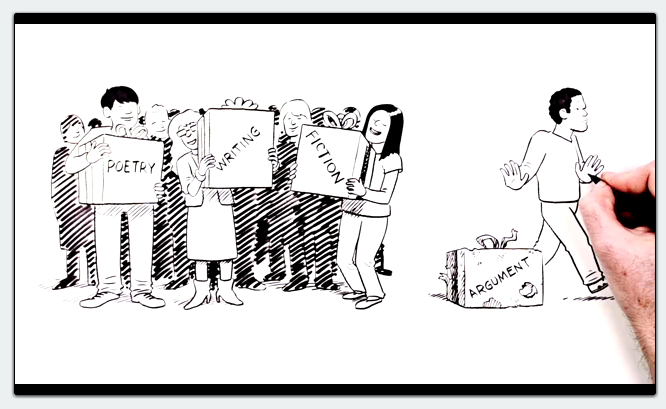 POETRY
WRITING
FICTION
ARGUMENT